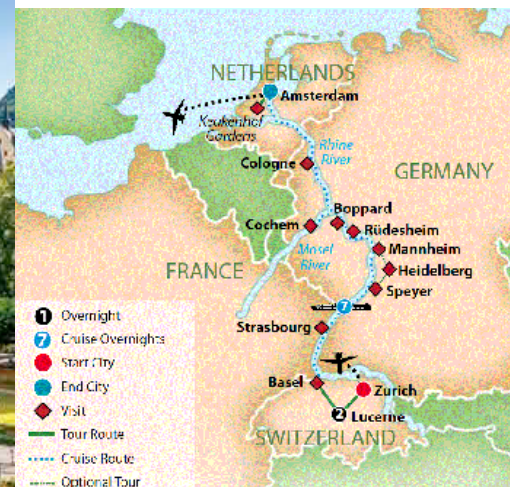 NETHERLANDS
Amsterdam
Keukenhof
Gardens
Rhine
River
Cologne
GERMANY
Boppard
Cochem
Rüdesheim
Mosel
River
Mannheim
Heidelberg
FRANCE
Speyer
7
Strasbourg
Basel
Zurich
2
Lucerne
SWITZERLAND
1 Overnight
7 Cruise Overnights
Start City
End City
Visit
Tour Route
Cruise Route
Optional Tour